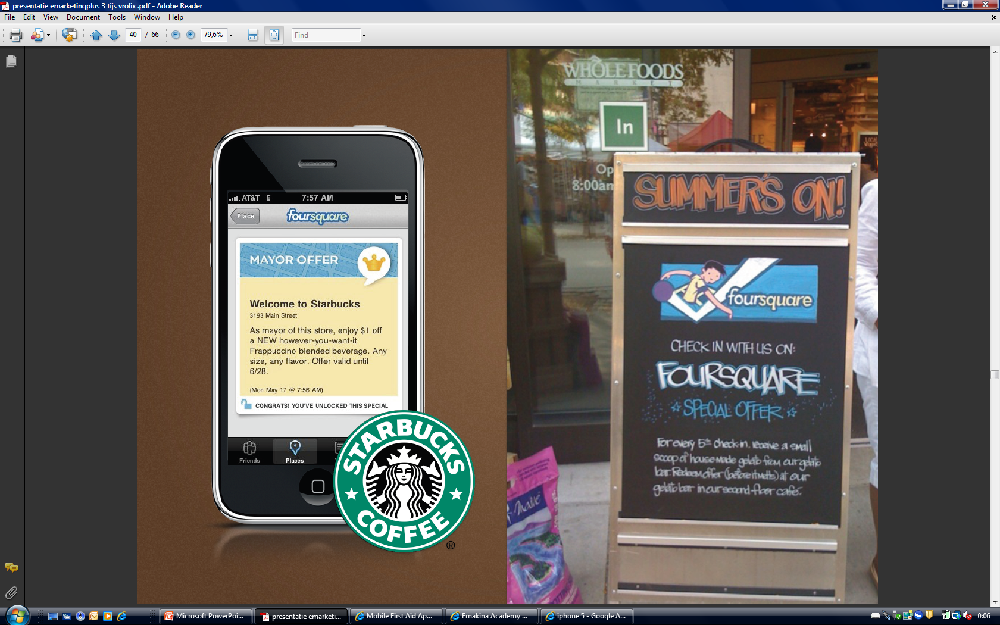 presentatie emarketingplus 3 tijs vrolix .pdf - Adobe Reader
File Edit View Document Tools Window Help
40 / 66 79,6% Find
AT&T E 7:57 AM
Place foursquare
MAYOR OFFER
Welcome to Starbucks
3193 Main Street
As mayor of this store, enjoy $1 off
a NEW however-you-want-it
Frappuccino blended beverage. Any
size, any flavor. Offer valid until
6/28.
(Mon May 17 @ 7:56 AM)
CONGRATS! YOU'VE UNLOCKED THIS SPECIAL
Friends Places
STARBUCKS
COFFEE
®
WHOLE FOODS
MARKET
In
Op
8:00am
SUMMER'S ON!
foursquare
CHECK IN WITH US ON:
FOURSQUARE
SPECIAL OFFER
For every 5th check-in, receive a small
scoop of house-made gelato from our gelato
bar. Redeem offer (before it melts) at our
gelato bar in our second floor café.
Microsoft PowerPoi... presentatie emarketi... Mobile First Aid Ap... Emakina Academy ... iphone 5 - Google A... 0:06